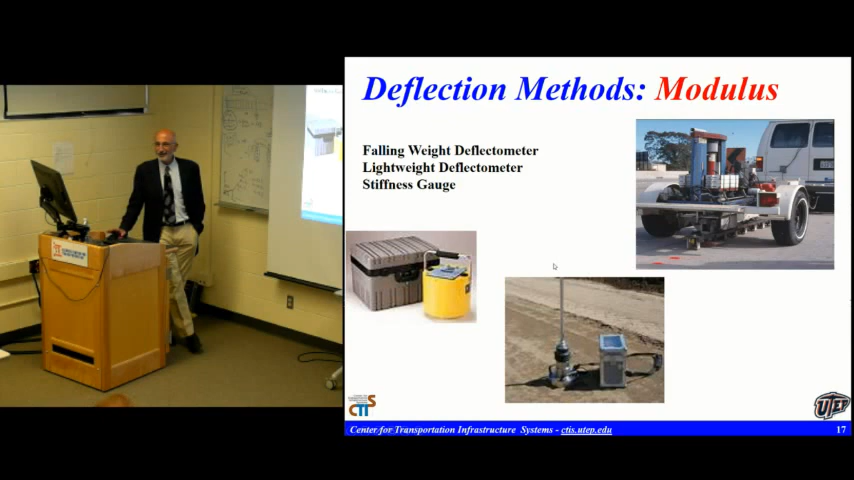 Deflection Methods: Modulus
Falling Weight Deflectometer
Lightweight Deflectometer
Stiffness Gauge
CTIS
UTEP
Center for Transportation Infrastructure Systems - ctis.utep.edu
17